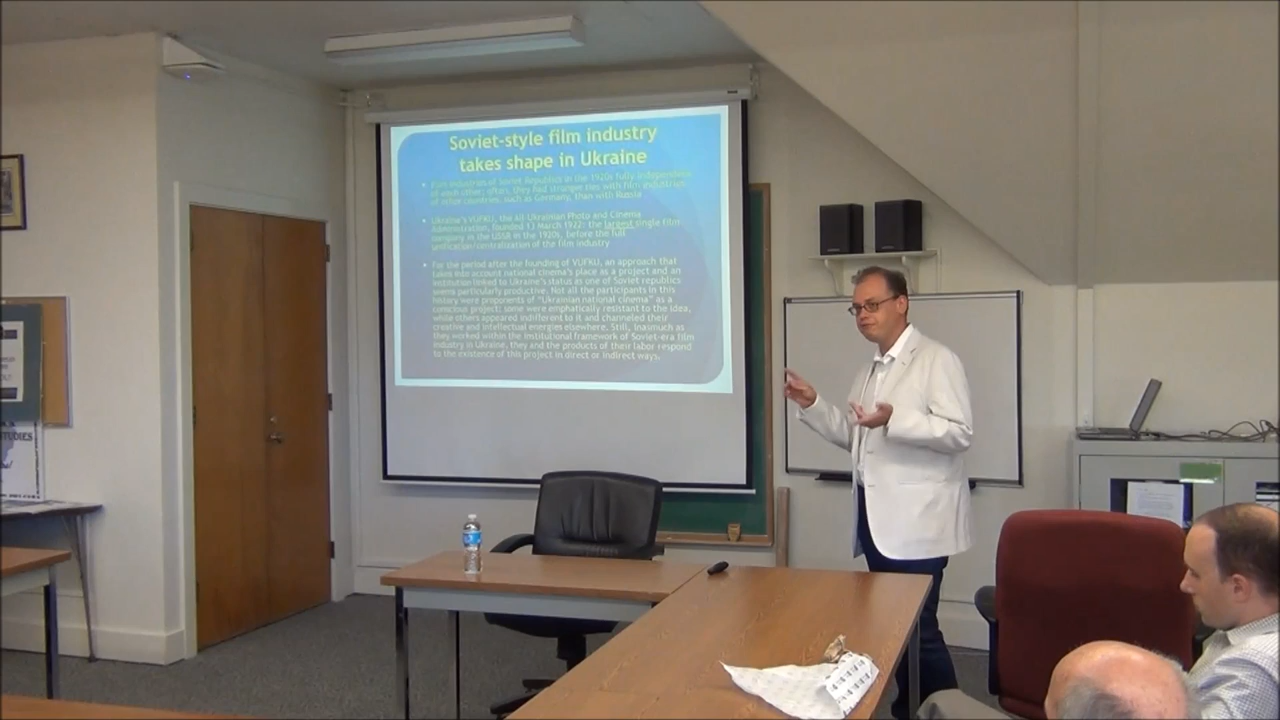 Soviet-style film industry
takes shape in Ukraine
Film industries of Soviet Republics in the 1920s fully independent
of each other; often, they had stronger ties with film industries
of other countries, such as Germany, than with Russia
Ukraine's VUFKU, the All-Ukrainian Photo and Cinema
Administration, founded 13 March 1922: the largest single film
company in the USSR in the 1920s, before the full
unification/centralization of the film industry
For the period after the founding of VUFKU, an approach that
takes into account national cinema's place as a project and an
institution linked to Ukraine's status as one of Soviet republics
seems particularly productive. Not all the participants in this
history were proponents of "Ukrainian national cinema" as a
conscious project; some were emphatically resistant to the idea,
while others appeared indifferent to it and channeled their
creative and intellectual energies elsewhere. Still, inasmuch as
they worked within the institutional framework of Soviet-era film
industry in Ukraine, they and the products of their labor respond
to the existence of this project in direct or indirect ways.
STUDIES